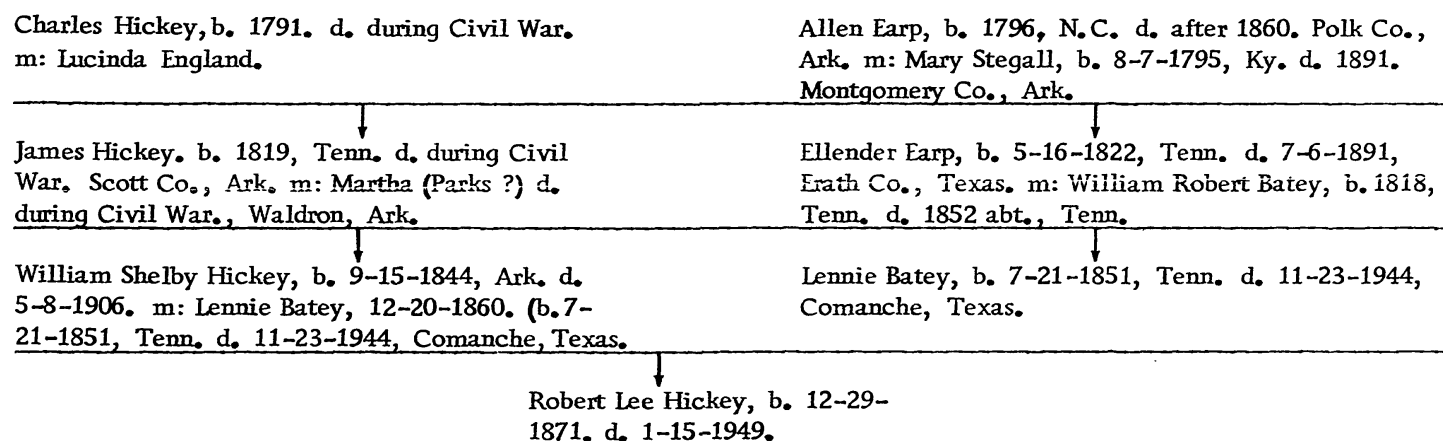 Charles Hickey, b. 1791. d. during Civil War.
m: Lucinda England.
Allen Earp, b. 1796, N.C. d. after 1860. Polk Co.,
Ark. m: Mary Stegall, b. 8-7-1795, Ky. d. 1891.
Montgomery Co., Ark.
James Hickey. b. 1819, Tenn. d. during Civil
War. Scott Co., Ark. m: Martha (Parks ?) d.
during Civil War., Waldron, Ark.
Ellender Earp, b. 5-16-1822, Tenn. d. 7-6-1891,
Erath Co., Texas. m: William Robert Batey, b. 1818,
Tenn. d. 1852 abt., Tenn.
William Shelby Hickey, b. 9-15-1844, Ark. d.
5-8-1906. m: Lennie Batey, 12-20-1860. (b. 7-
21-1851, Tenn. d. 11-23-1944, Comanche, Texas.
Lennie Batey, b. 7-21-1851, Tenn. d. 11-23-1944,
Comanche, Texas.
Robert Lee Hickey, b. 12-29-
1871. d. 1-15-1949.